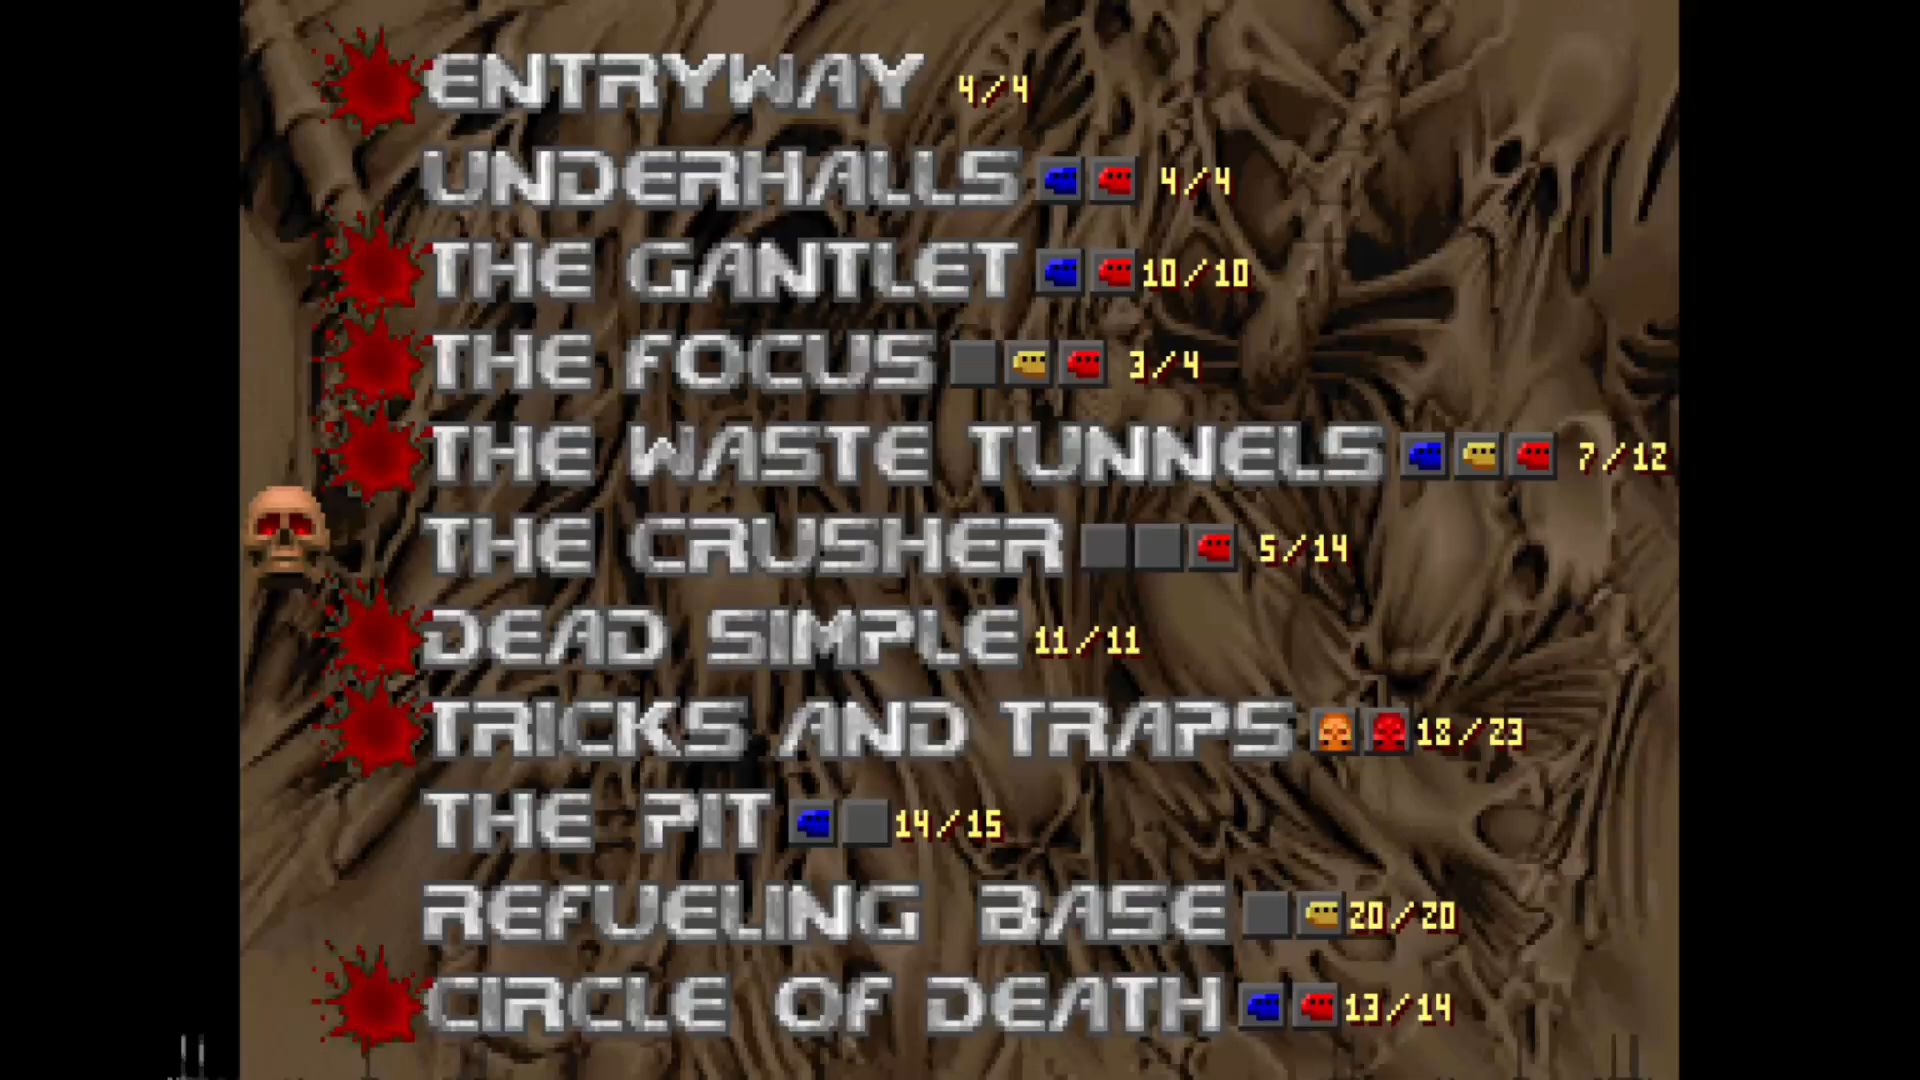 ENTRYWAY 4/4
UNDERHALLS 4/4
THE GANTLET 10/10
THE FOCUS 3/4
THE WASTE TUNNELS 7/12
THE CRUSHER 5/14
DEAD SIMPLE 11/11
TRICKS AND TRAPS 18/23
THE PIT 14/15
REFUELING BASE 20/20
CIRCLE OF DEATH 13/14